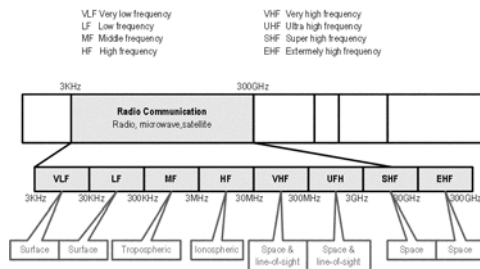 VLF Very low frequency
LF Low frequency
MF Middle frequency
HF High frequency
VHF Very high frequency
UHF Ultra high frequency
SHF Super high frequency
EHF Extermely high frequency
3KHz 300GHz
Radio Communication
Radio, microwave,satellite
VLF LF MF HF VHF UFH SHF EHF
3KHz 30KHz 300KHz 3MHz 30MHz 300MHz 3GHz 30GHz 300GHz
Surface Surface Tropospheric Ionospheric Space & line-of-sight Space & line-of-sight Space Space